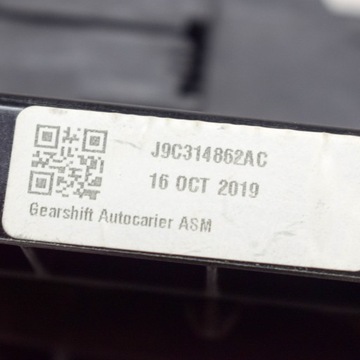 J9C314862AC
16 OCT 2019
Gearshift Autocarier ASM